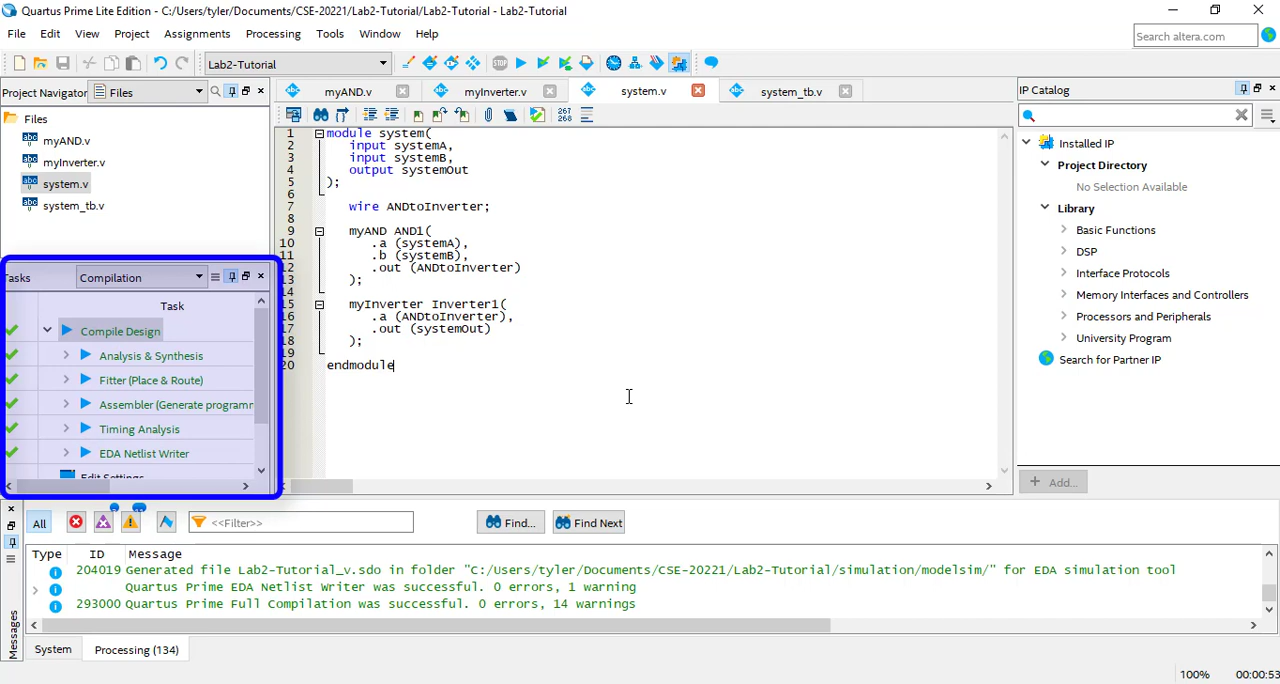 Quartus Prime Lite Edition - C:/Users/tyler/Documents/CSE-20221/Lab2-Tutorial/Lab2-Tutorial - Lab2-Tutorial
File Edit View Project Assignments Processing Tools Window Help
Search altera.com
Lab2-Tutorial
Project Navigator Files
myAND.v myInverter.v system.v system_tb.v
IP Catalog
Files
myAND.v
myInverter.v
system.v
system_tb.v
267
268
1 module system(
2 input systemA,
3 input systemB,
4 output systemOut
5 );
6
7 wire ANDtoInverter;
8
9 myAND AND1(
10 .a (systemA),
11 .b (systemB),
12 .out (ANDtoInverter)
13 );
14
15 myInverter Inverter1(
16 .a (ANDtoInverter),
17 .out (systemOut)
18 );
19
20 endmodule
Installed IP
Project Directory
No Selection Available
Library
Basic Functions
DSP
Interface Protocols
Memory Interfaces and Controllers
Processors and Peripherals
University Program
Search for Partner IP
+ Add...
Tasks Compilation
Task
Compile Design
Analysis & Synthesis
Fitter (Place & Route)
Assembler (Generate programm
Timing Analysis
EDA Netlist Writer
Edit Settings
All <<Filter>> Find... Find Next
Type ID Message
204019 Generated file Lab2-Tutorial_v.sdo in folder "C:/Users/tyler/Documents/CSE-20221/Lab2-Tutorial/simulation/modelsim/" for EDA simulation tool
Quartus Prime EDA Netlist Writer was successful. 0 errors, 1 warning
293000 Quartus Prime Full Compilation was successful. 0 errors, 14 warnings
Messages
System Processing (134)
100% 00:00:53